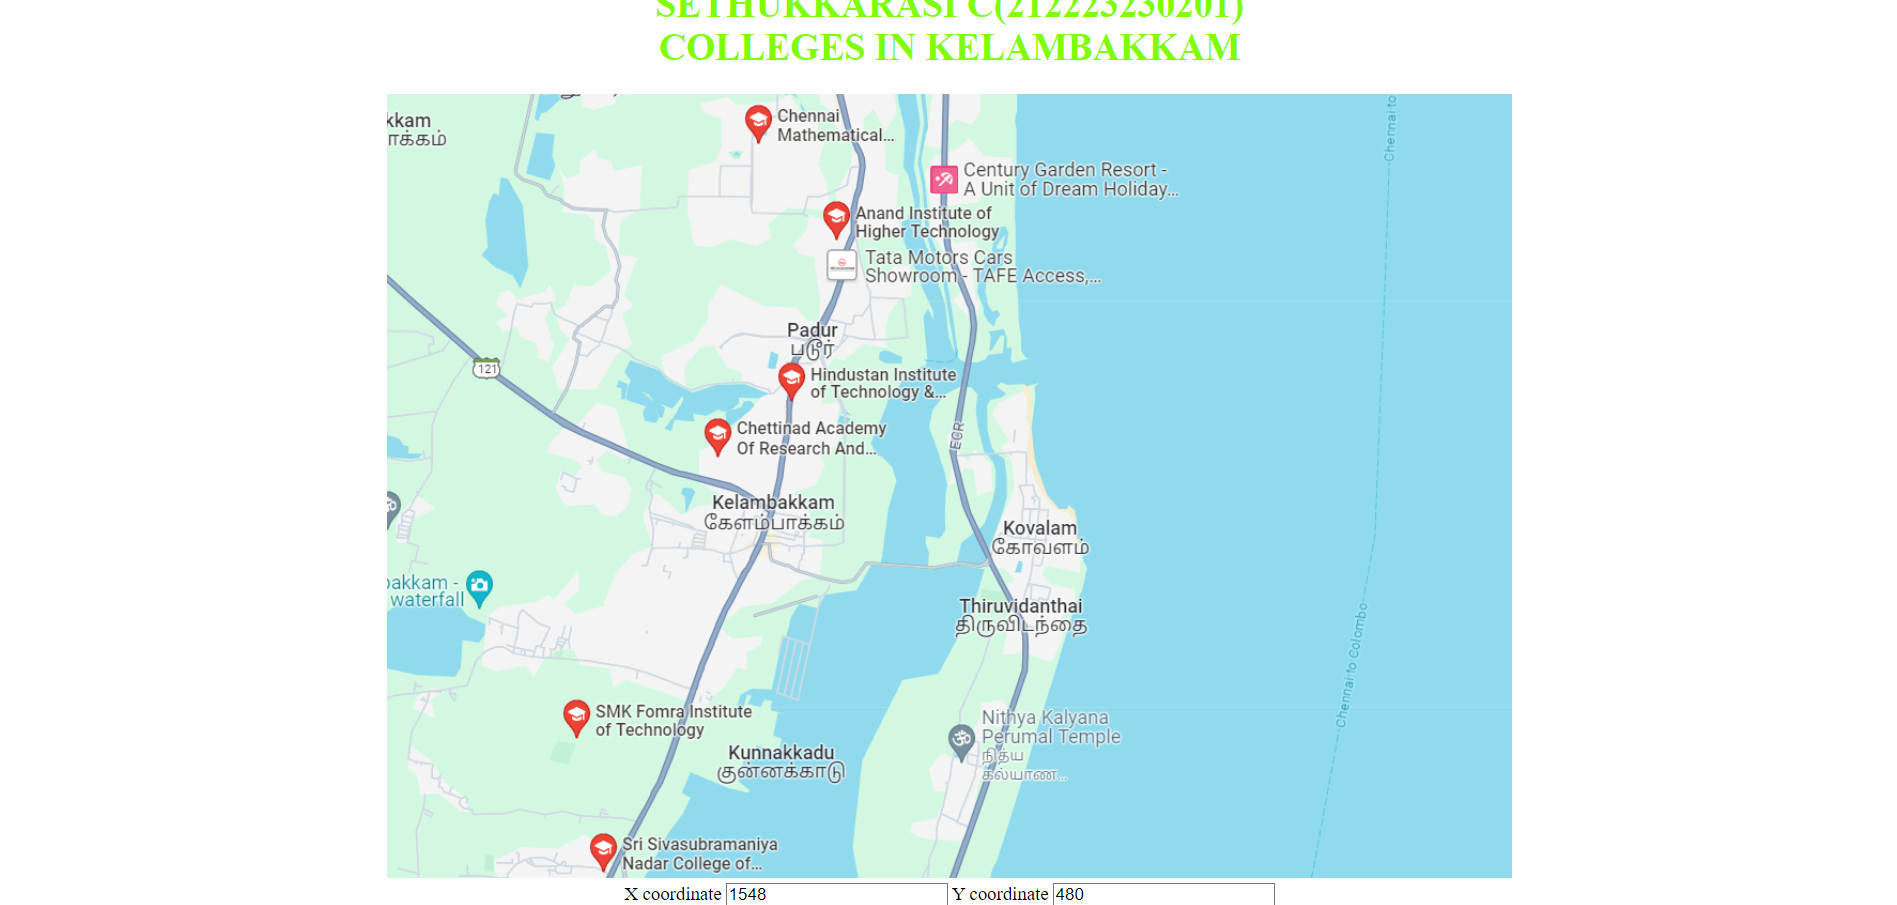 SETHUKKARASI C(212223230201)
COLLEGES IN KELAMBAKKAM
Chennai
Mathematical...
kkam
ாக்கம்
Chennai to
Century Garden Resort -
A Unit of Dream Holiday...
Anand Institute of
Higher Technology
Tata Motors Cars
Showroom - TAFE Access,...
Padur
படூர்
121
Hindustan Institute
of Technology &...
Chettinad Academy
Of Research And...
ECR
Kelambakkam
கேளம்பாக்கம்
Kovalam
கோவளம்
bakkam -
waterfall
Thiruvidanthai
திருவிடந்தை
Chennai to Colombo
SMK Fomra Institute
of Technology
Nithya Kalyana
Perumal Temple
நித்ய
கல்யாண...
Kunnakkadu
குன்னக்காடு
Sri Sivasubramaniya
Nadar College of...
X coordinate 1548 Y coordinate 480